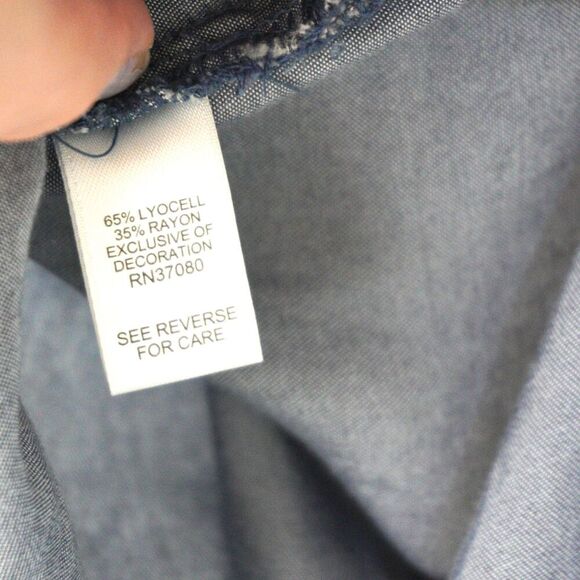 65% LYOCELL
35% RAYON
EXCLUSIVE OF
DECORATION
RN37080
SEE REVERSE
FOR CARE